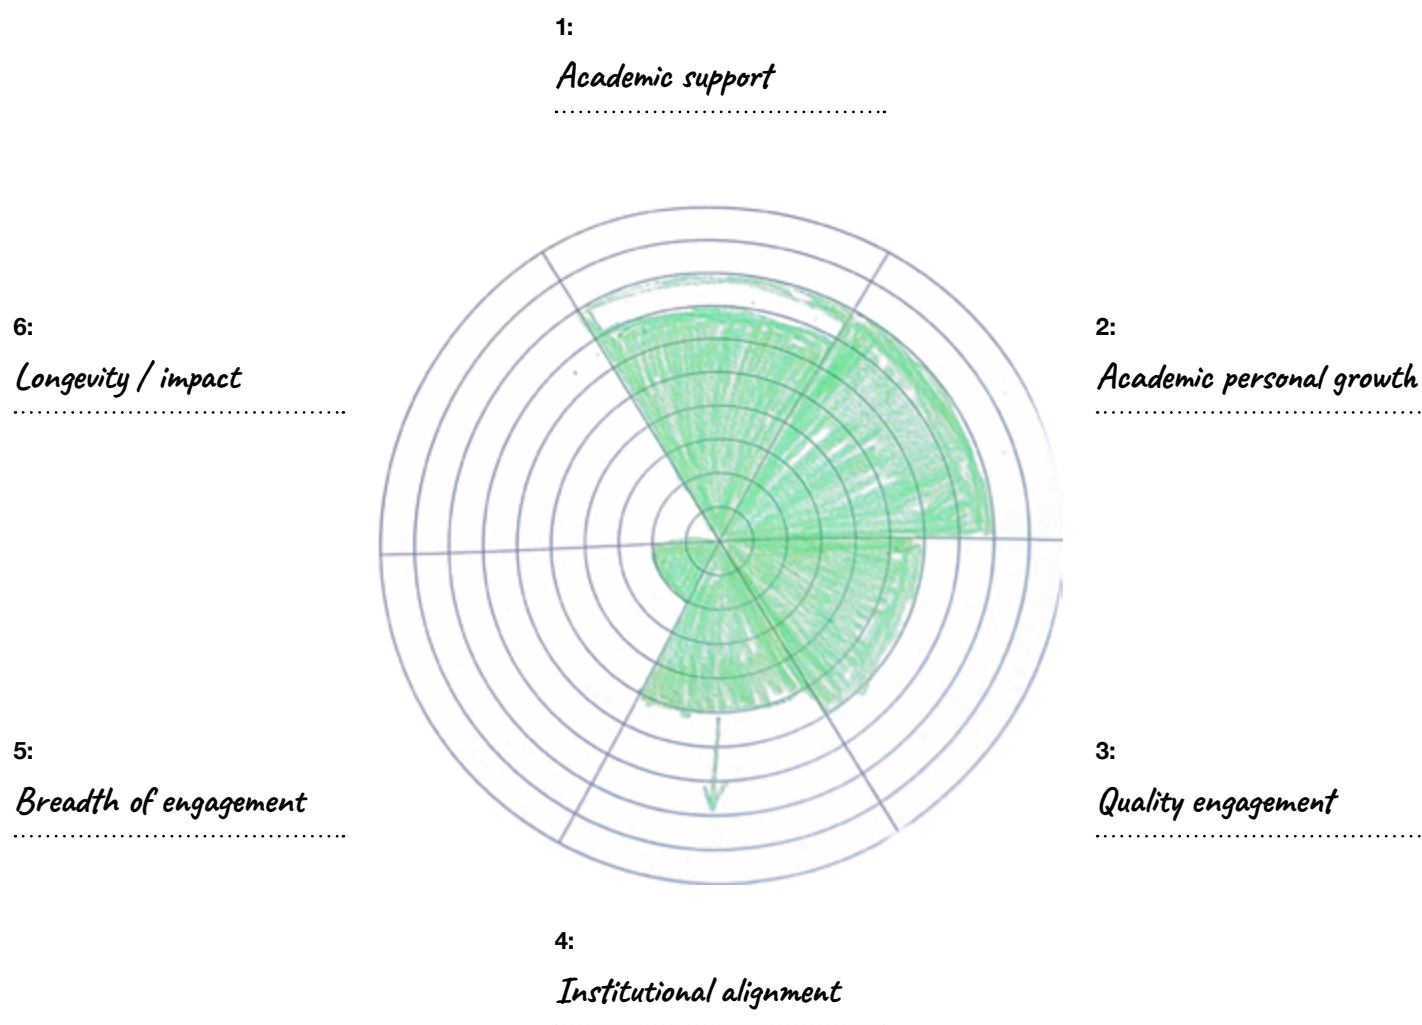 1:
Academic support
2:
Academic personal growth
3:
Quality engagement
4:
Institutional alignment
5:
Breadth of engagement
6:
Longevity / impact